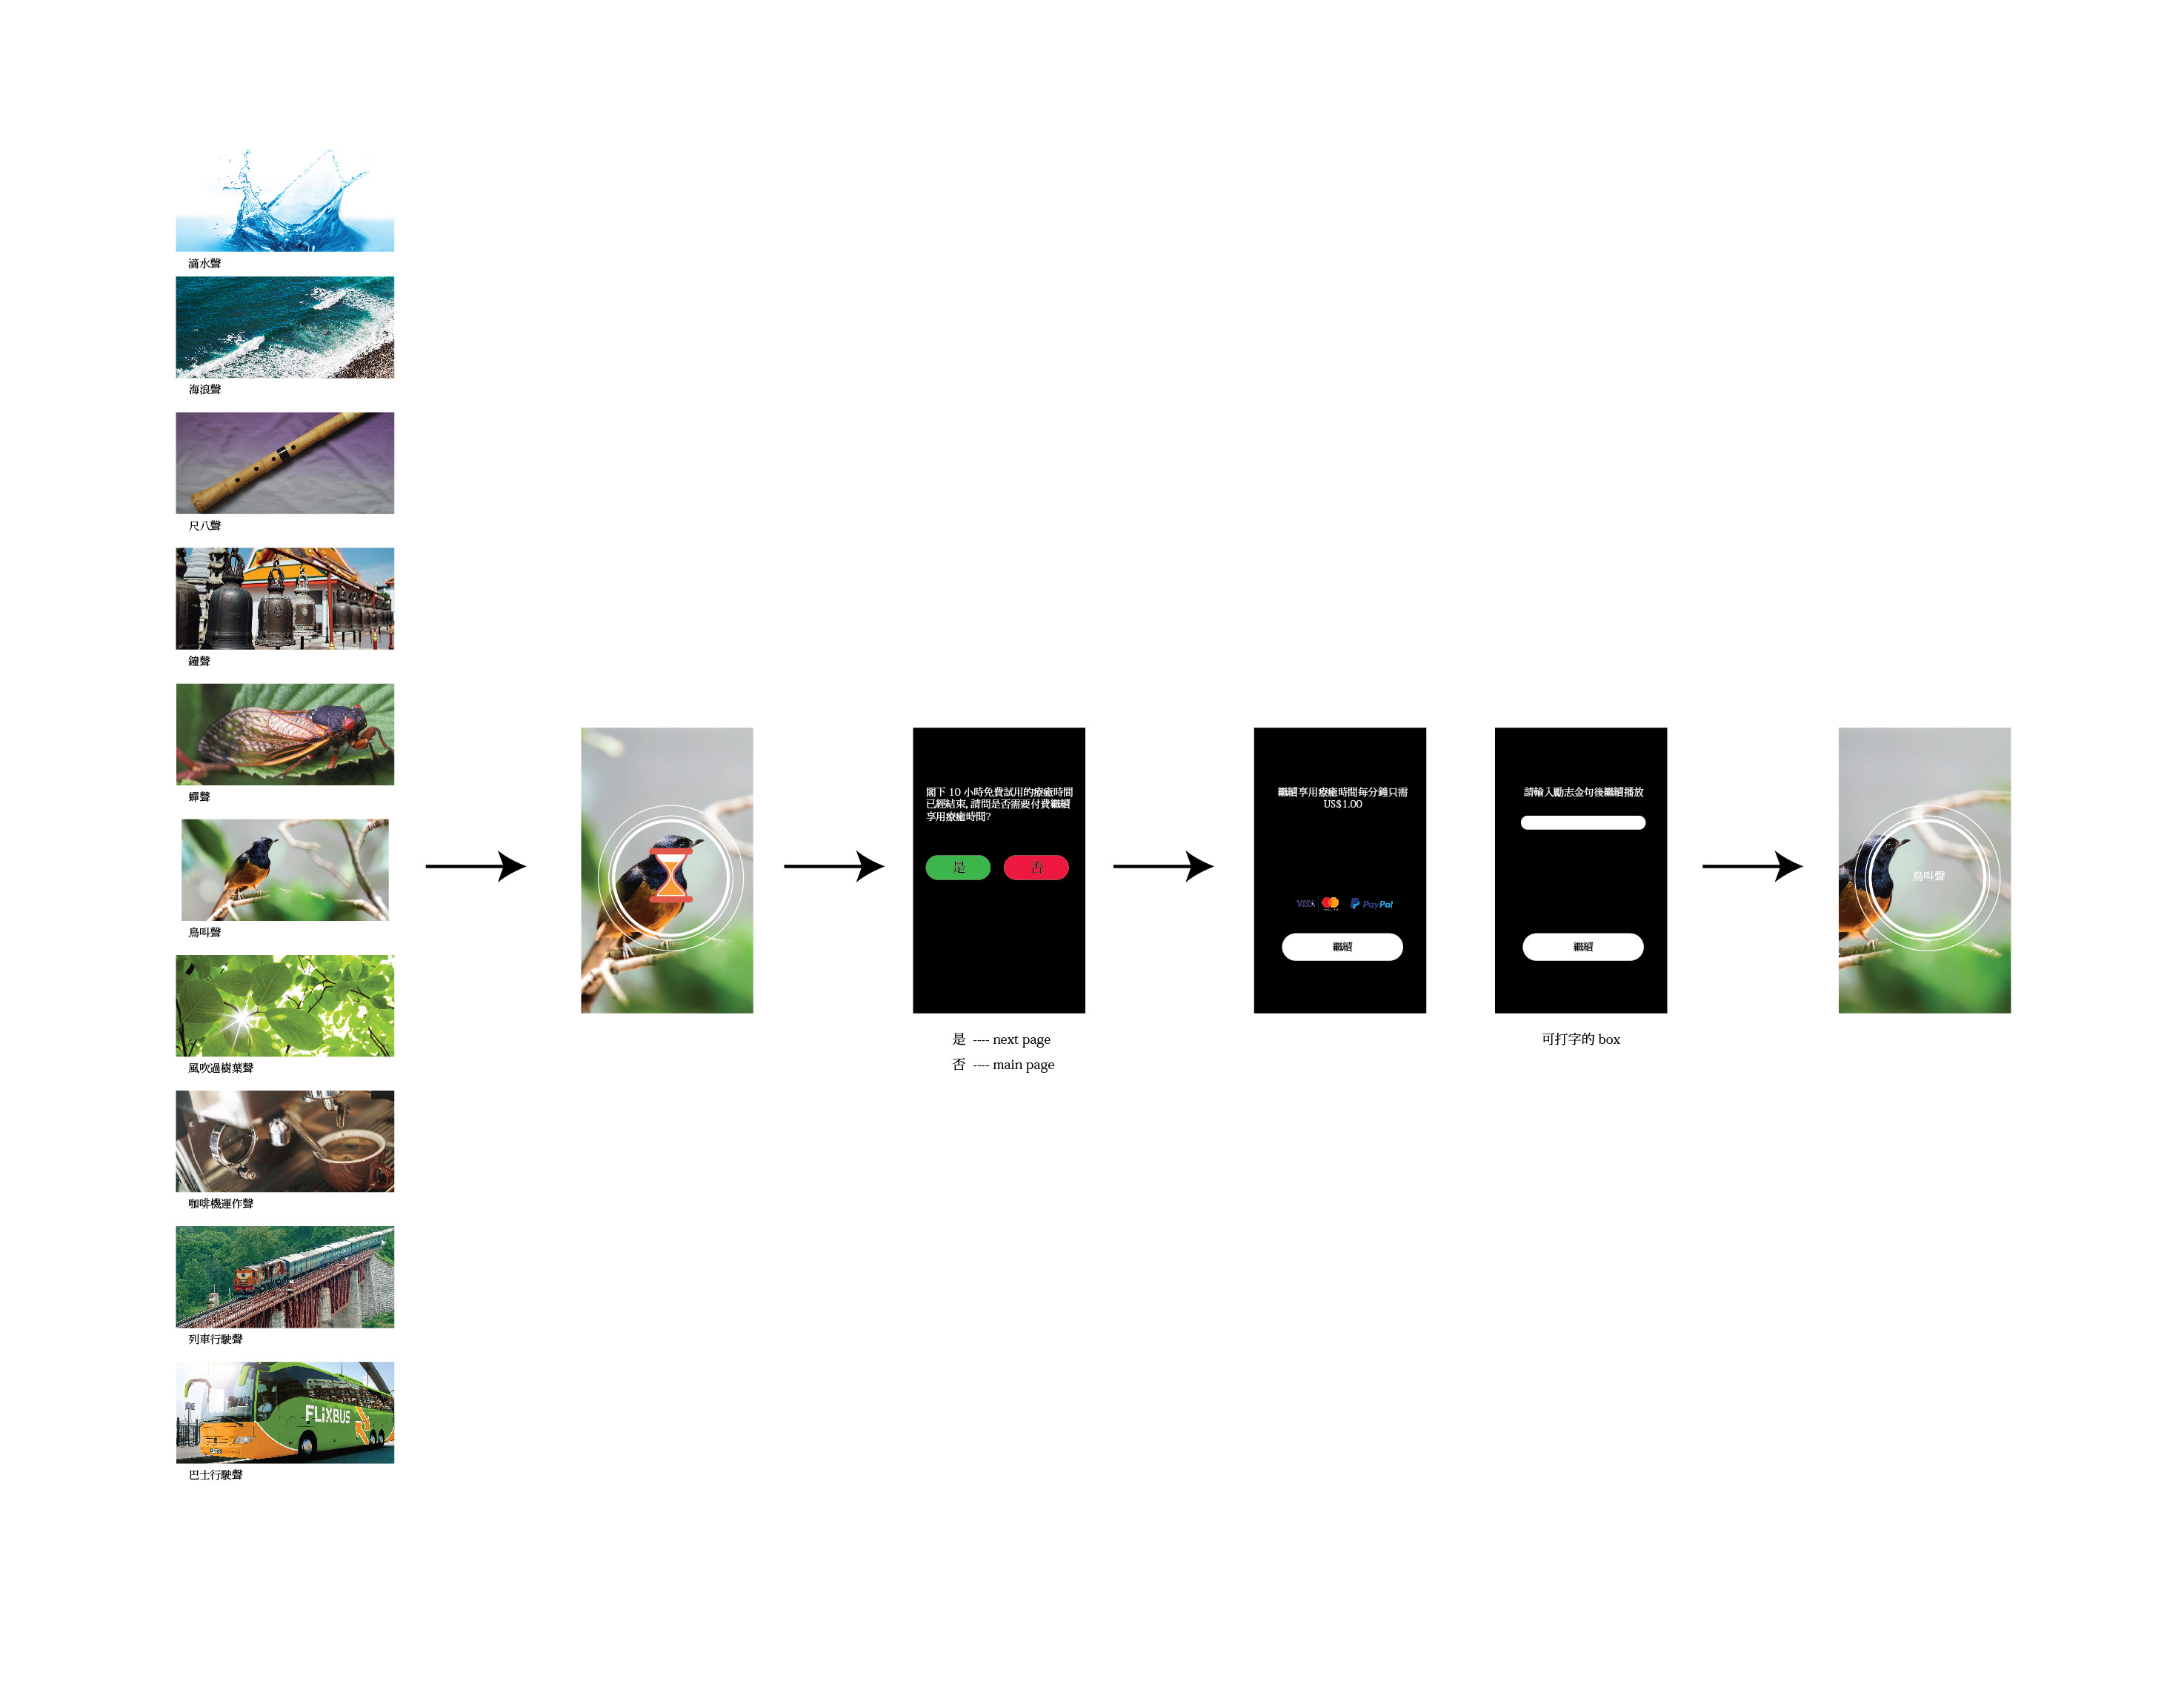 滴水聲
海浪聲
尺八聲
鐘聲
蟬聲
鳥叫聲
風吹過樹葉聲
咖啡機運作聲
列車行駛聲
FLiXBUS
巴士行駛聲
閣下 10 小時免費試用的療癒時間
已經結束, 請問是否需要付費繼續
享用療癒時間?
是
否
是 ---- next page
否 ---- main page
繼續享用療癒時間每分鐘只需
US$1.00
VISA
PayPal
繼續
請輸入勵志金句後繼續播放
繼續
可打字的 box
鳥叫聲